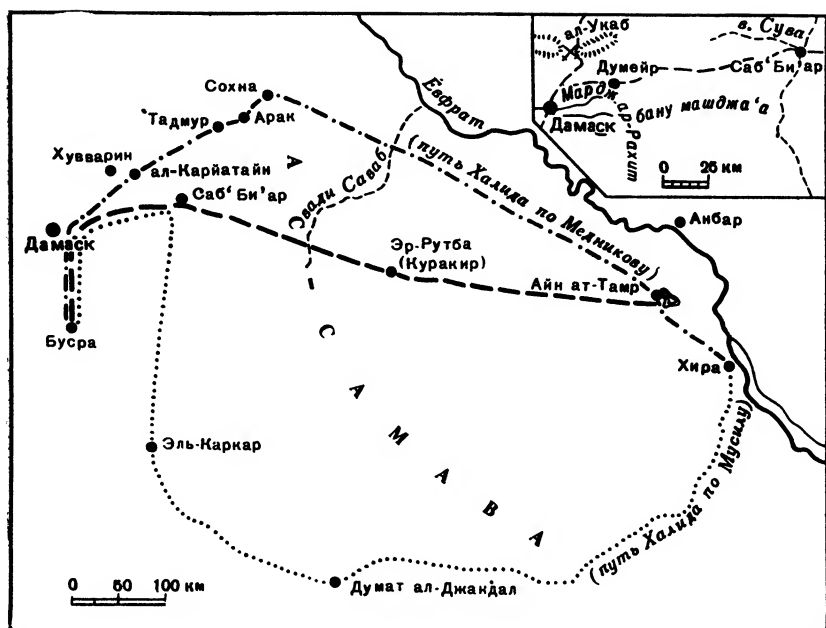 Сохна
Тадмур
Арак
Хувварин
ал-Карйатайн
Саб‘ Би’ар
Дамаск
Бусра
Евфрат
Свали Саваб
(путь Халида по Медникову)
Эр-Рутба
(Куракир)
Анбар
Айн ат-Тамр
Хира
А
Л
-
С
А
М
А
В
А
Эль-Каркар
(путь Халида по Мусилу)
Думат ал-Джандал
0 50 100 км
ал-Укаб
в. Сува
Думейр
Саб‘ Би’ар
Мардж
ар-Рахит
бану машджа‘а
Дамаск
0 25 км